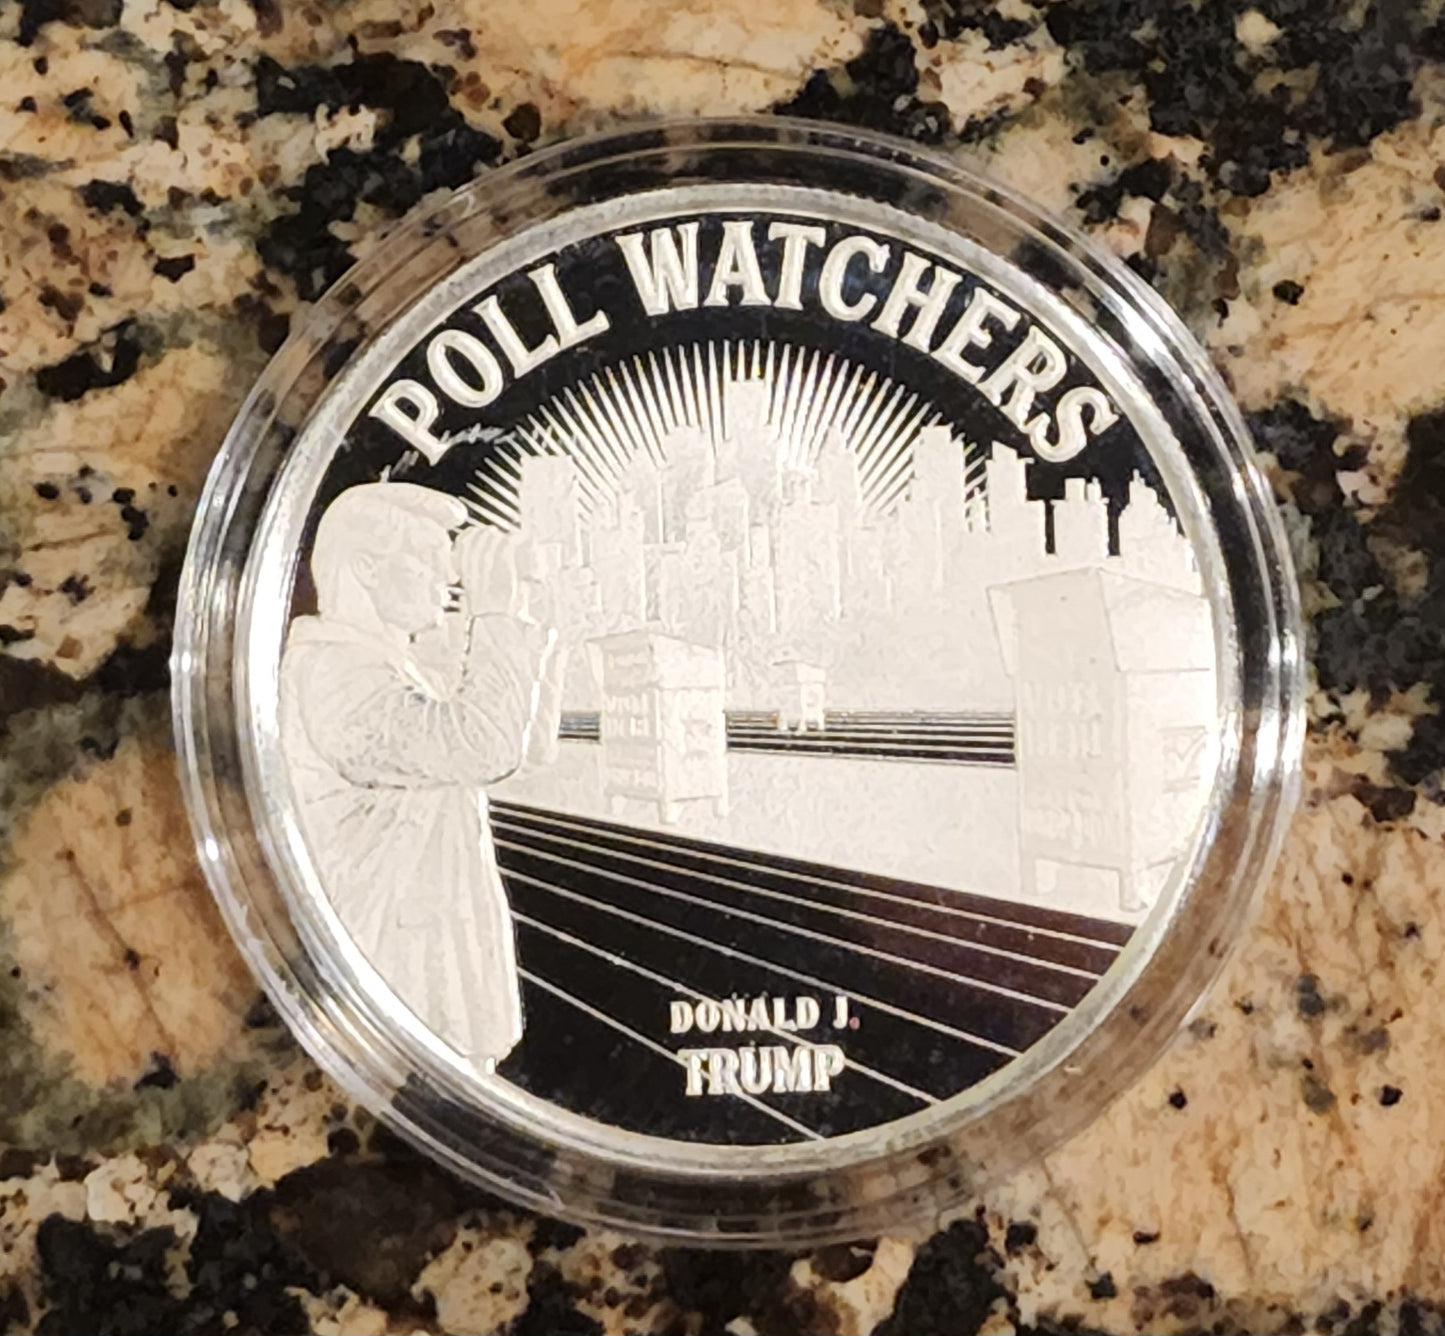 POLL WATCHERS
DONALD J.
TRUMP